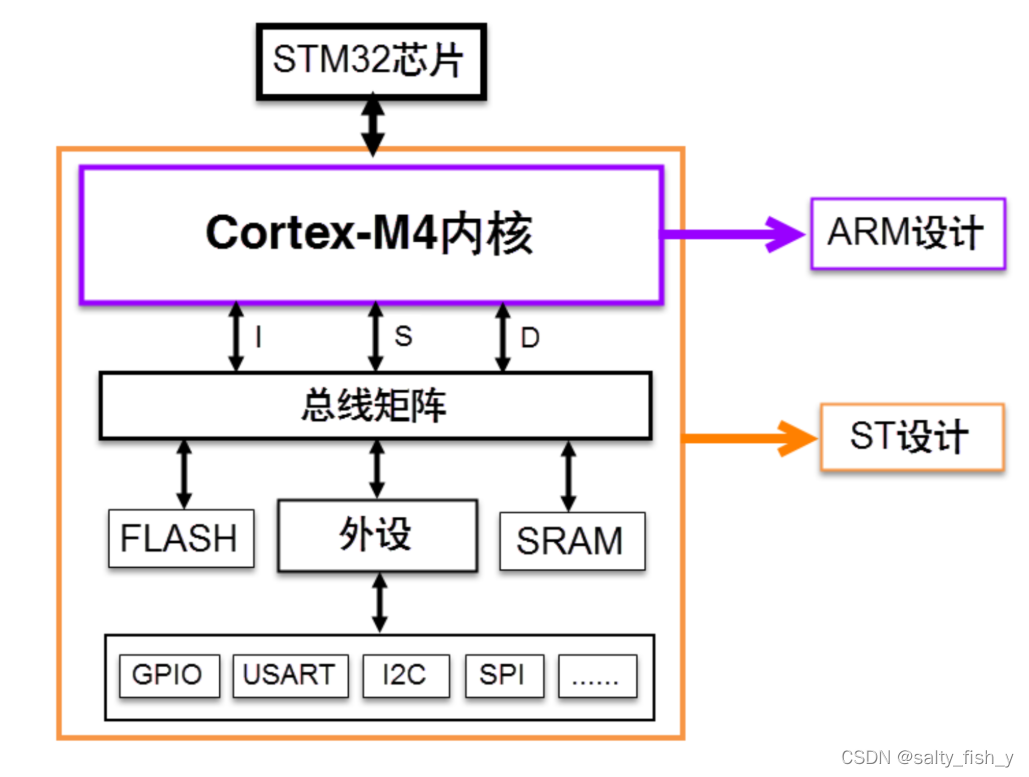 STM32芯片
Cortex-M4内核
ARM设计
I
S
D
总线矩阵
ST设计
FLASH
外设
SRAM
GPIO
USART
I2C
SPI
......
CSDN @salty_fish_y